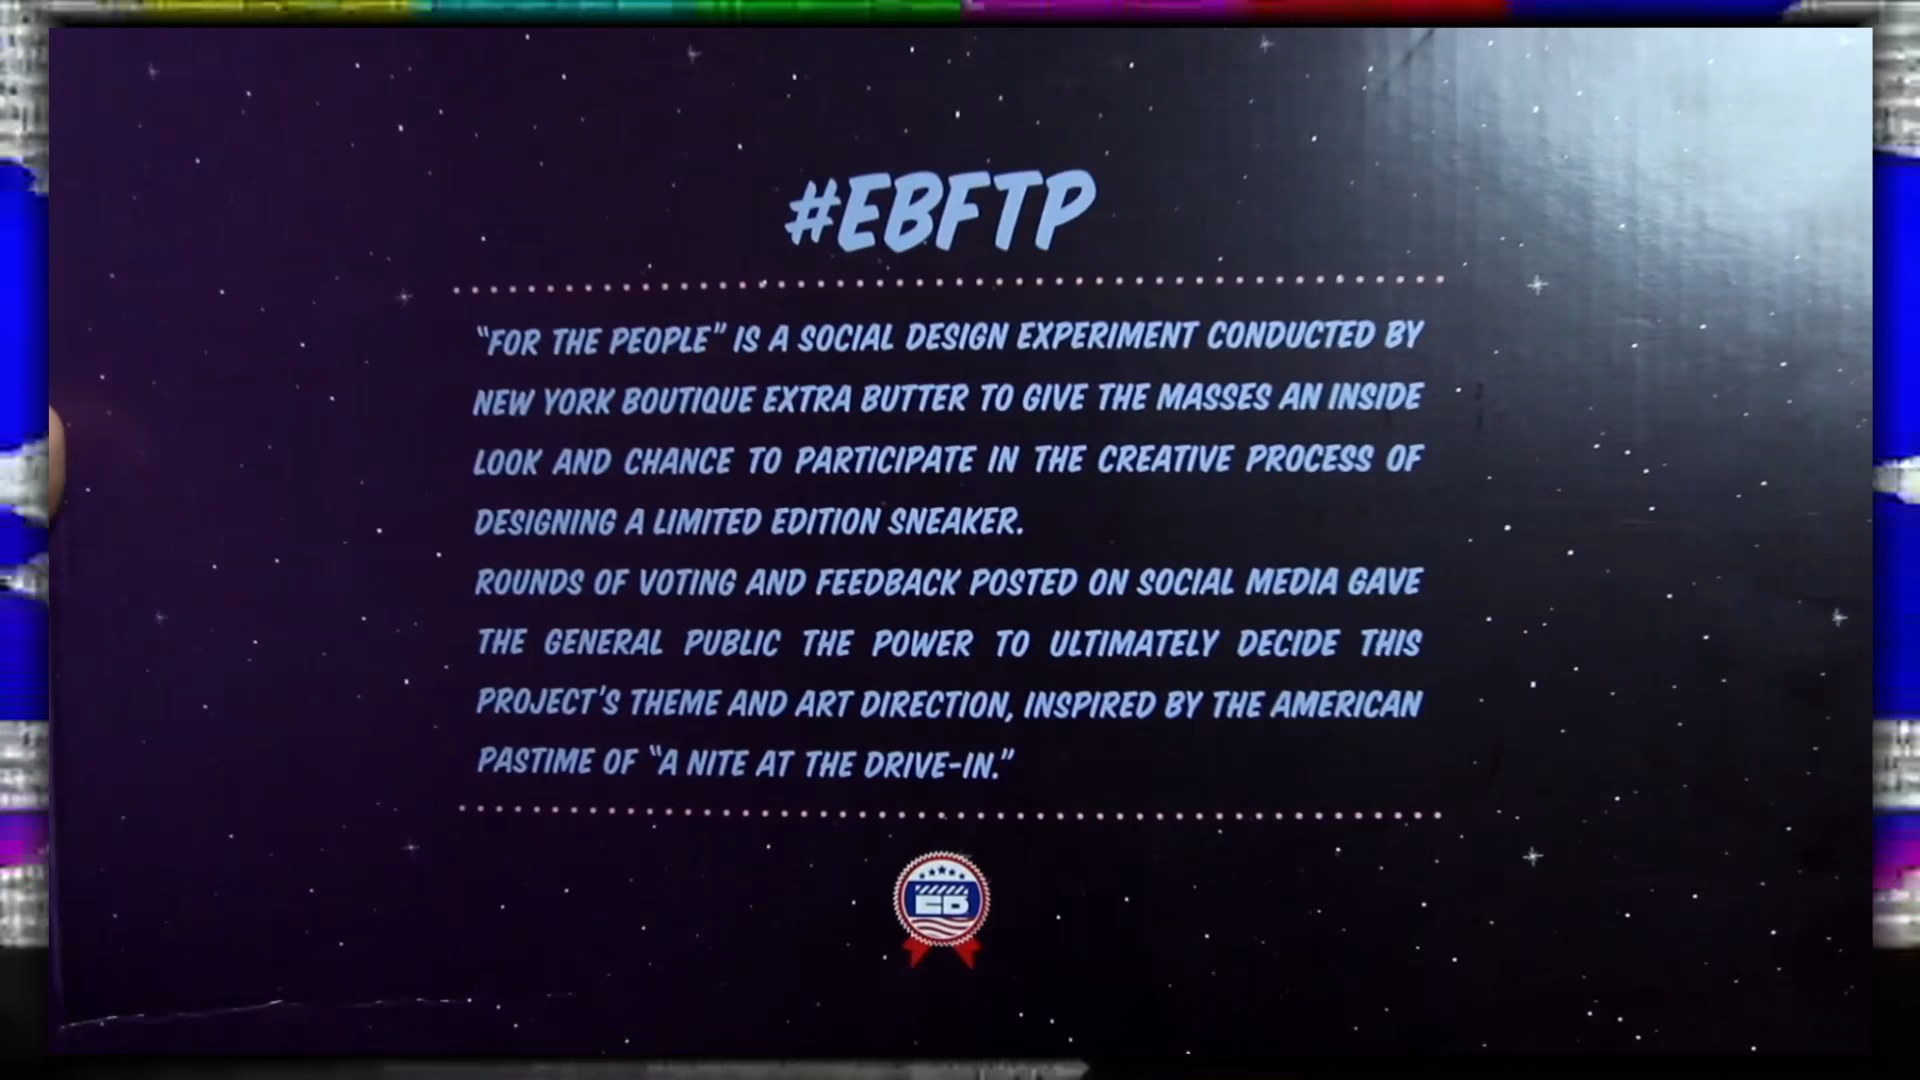 #EBFTP
“FOR THE PEOPLE” IS A SOCIAL DESIGN EXPERIMENT CONDUCTED BY
NEW YORK BOUTIQUE EXTRA BUTTER TO GIVE THE MASSES AN INSIDE
LOOK AND CHANCE TO PARTICIPATE IN THE CREATIVE PROCESS OF
DESIGNING A LIMITED EDITION SNEAKER.
ROUNDS OF VOTING AND FEEDBACK POSTED ON SOCIAL MEDIA GAVE
THE GENERAL PUBLIC THE POWER TO ULTIMATELY DECIDE THIS
PROJECT'S THEME AND ART DIRECTION, INSPIRED BY THE AMERICAN
PASTIME OF “A NITE AT THE DRIVE-IN.”
EB